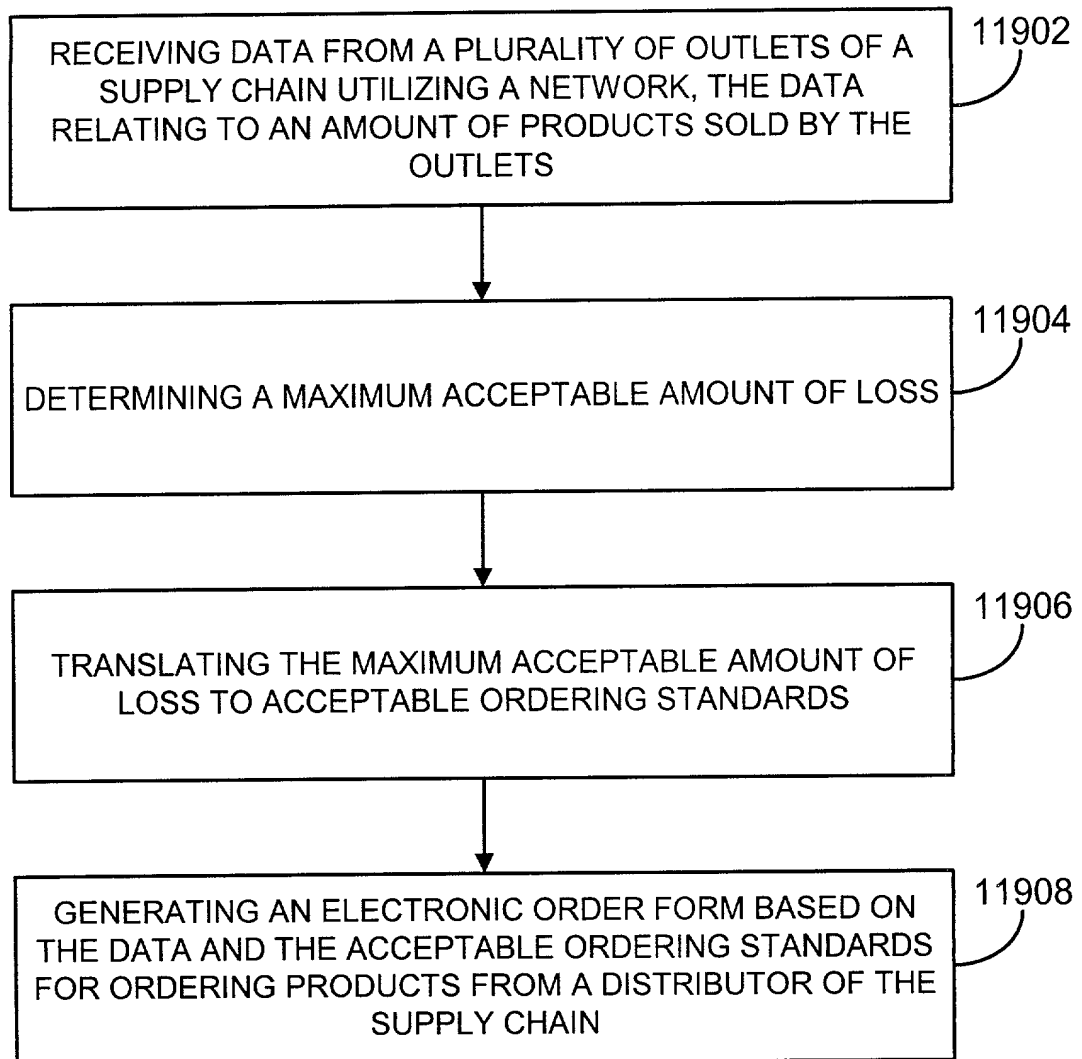 11902
RECEIVING DATA FROM A PLURALITY OF OUTLETS OF A
SUPPLY CHAIN UTILIZING A NETWORK, THE DATA
RELATING TO AN AMOUNT OF PRODUCTS SOLD BY THE
OUTLETS
11904
DETERMINING A MAXIMUM ACCEPTABLE AMOUNT OF LOSS
11906
TRANSLATING THE MAXIMUM ACCEPTABLE AMOUNT OF
LOSS TO ACCEPTABLE ORDERING STANDARDS
11908
GENERATING AN ELECTRONIC ORDER FORM BASED ON
THE DATA AND THE ACCEPTABLE ORDERING STANDARDS
FOR ORDERING PRODUCTS FROM A DISTRIBUTOR OF THE
SUPPLY CHAIN